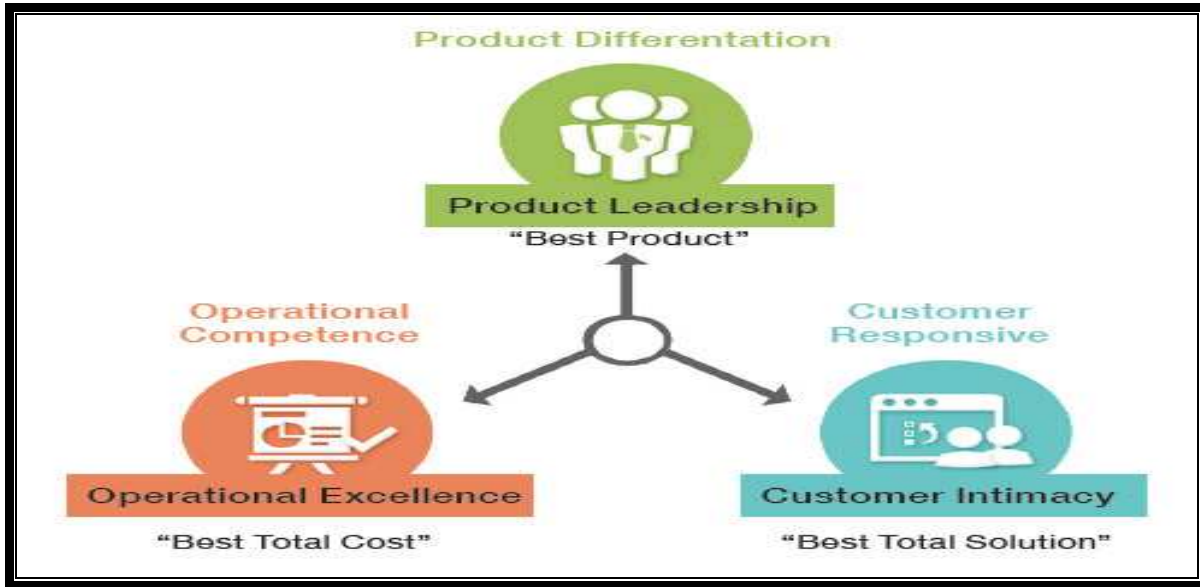 Product Differentation
Product Leadership
“Best Product”
Operational
Competence
Operational Excellence
“Best Total Cost”
Customer
Responsive
Customer Intimacy
“Best Total Solution”